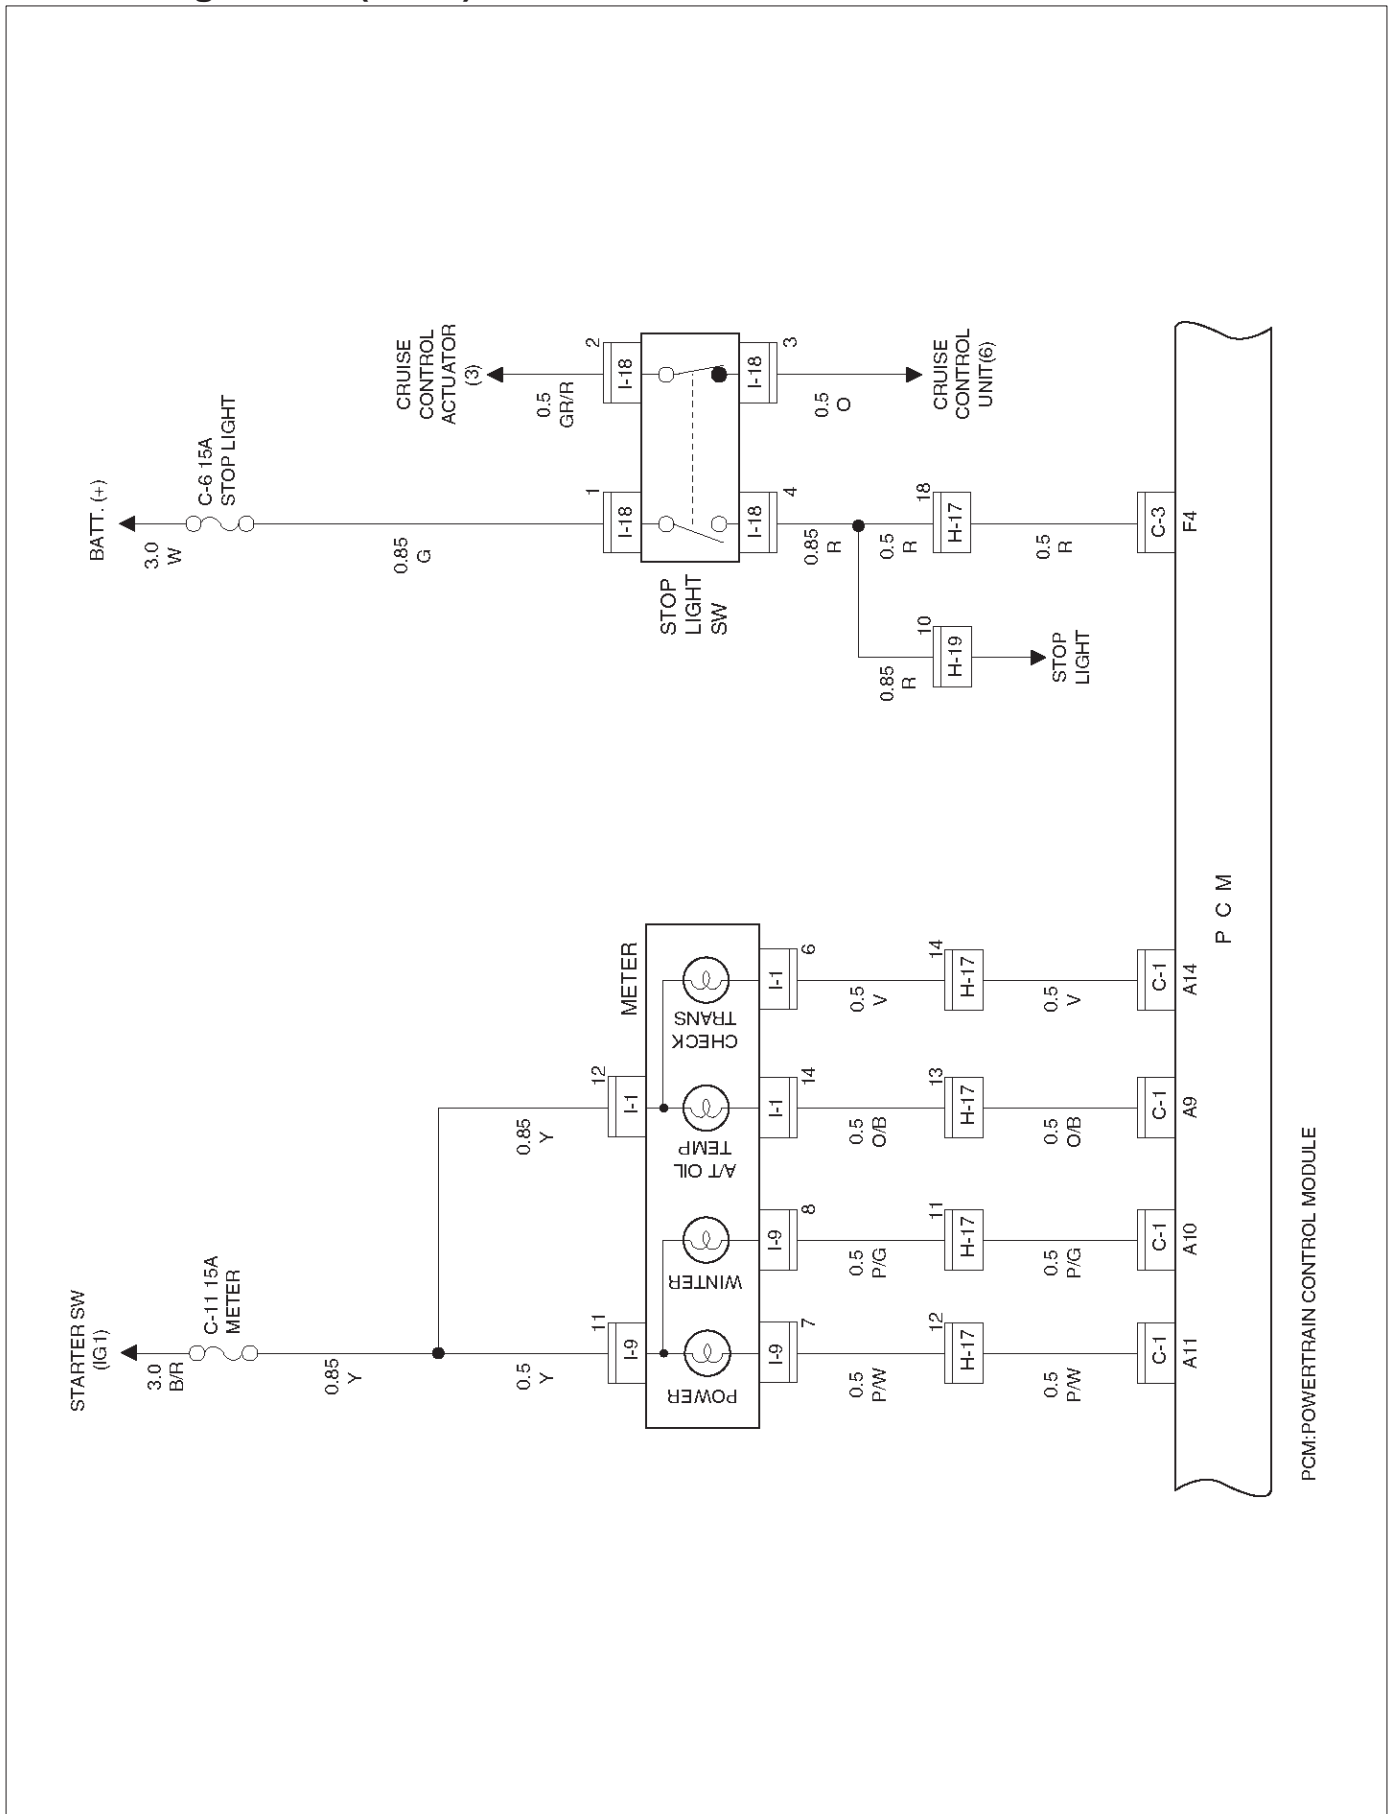 BATT. (+)
3.0
W
C-6 15A
STOP LIGHT
0.85
G
CRUISE
CONTROL
ACTUATOR
(3)
0.5
GR/R
1
I-18
2
I-18
STOP
LIGHT
SW
I-18
4
I-18
3
0.85
R
0.5
R
0.5
O
CRUISE
CONTROL
UNIT(6)
0.85
R
10
H-19
STOP
LIGHT
18
H-17
0.5
R
C-3
F4
STARTER SW
(IG1)
3.0
B/R
C-11 15A
METER
0.85
Y
0.5
Y
0.85
Y
11
I-9
12
I-1
METER
POWER
WINTER
A/T OIL
TEMP
CHECK
TRANS
I-9
7
I-9
8
I-1
14
I-1
6
0.5
P/W
0.5
P/G
0.5
O/B
0.5
V
12
H-17
11
H-17
13
H-17
14
H-17
0.5
P/W
0.5
P/G
0.5
O/B
0.5
V
C-1
A11
C-1
A10
C-1
A9
C-1
A14
P C M
PCM:POWERTRAIN CONTROL MODULE